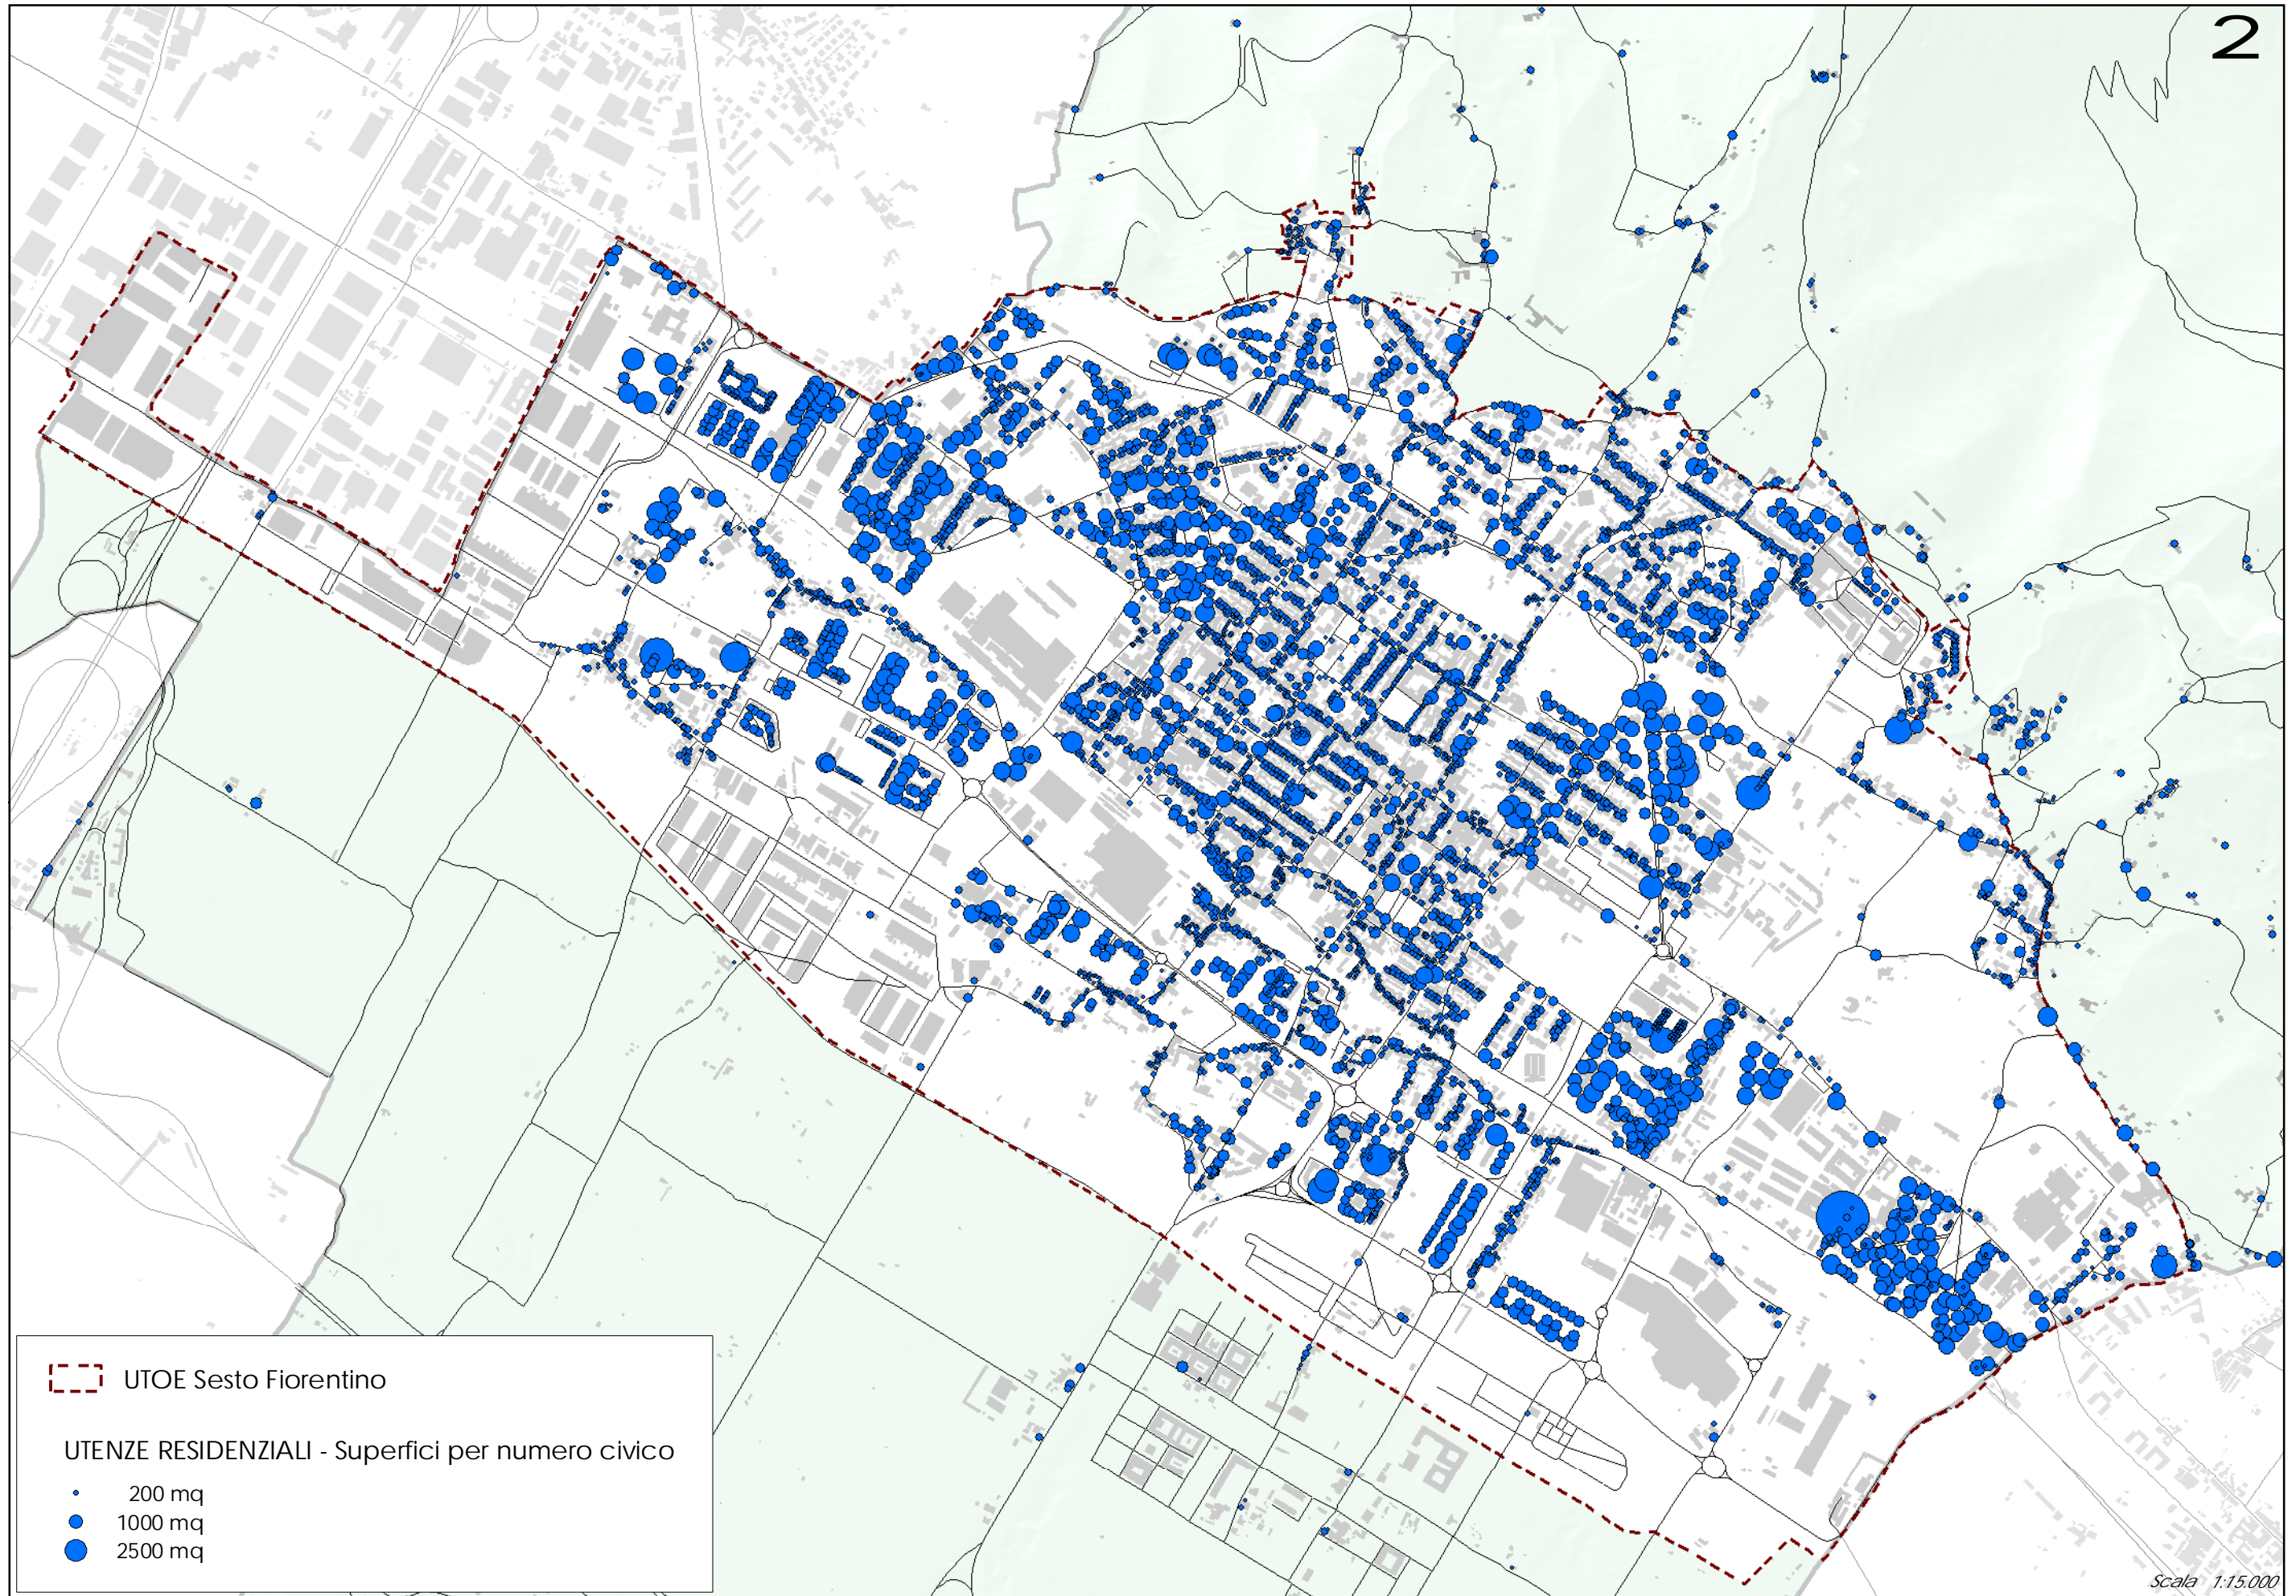 2
UTOE Sesto Fiorentino
UTENZE RESIDENZIALI - Superfici per numero civico
200 mq
1000 mq
2500 mq
Scala 1:15.000